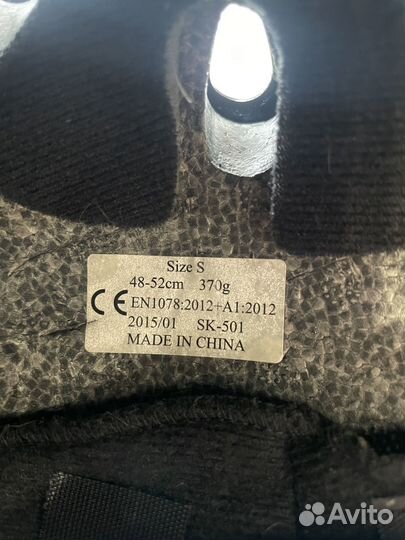 Size S
48-52cm 370g
CE EN1078:2012+A1:2012
2015/01 SK-501
MADE IN CHINA
Avito